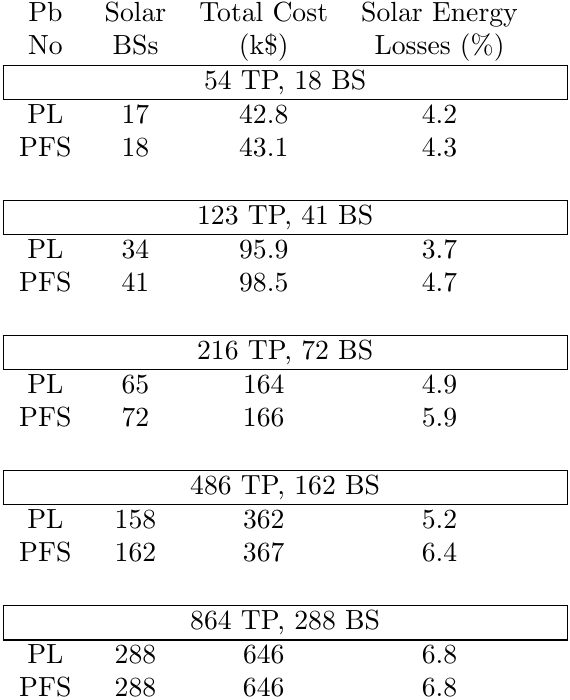 Pb Solar Total Cost Solar Energy
No BSs (k$) Losses (%)
54 TP, 18 BS
PL 17 42.8 4.2
PFS 18 43.1 4.3
123 TP, 41 BS
PL 34 95.9 3.7
PFS 41 98.5 4.7
216 TP, 72 BS
PL 65 164 4.9
PFS 72 166 5.9
486 TP, 162 BS
PL 158 362 5.2
PFS 162 367 6.4
864 TP, 288 BS
PL 288 646 6.8
PFS 288 646 6.8